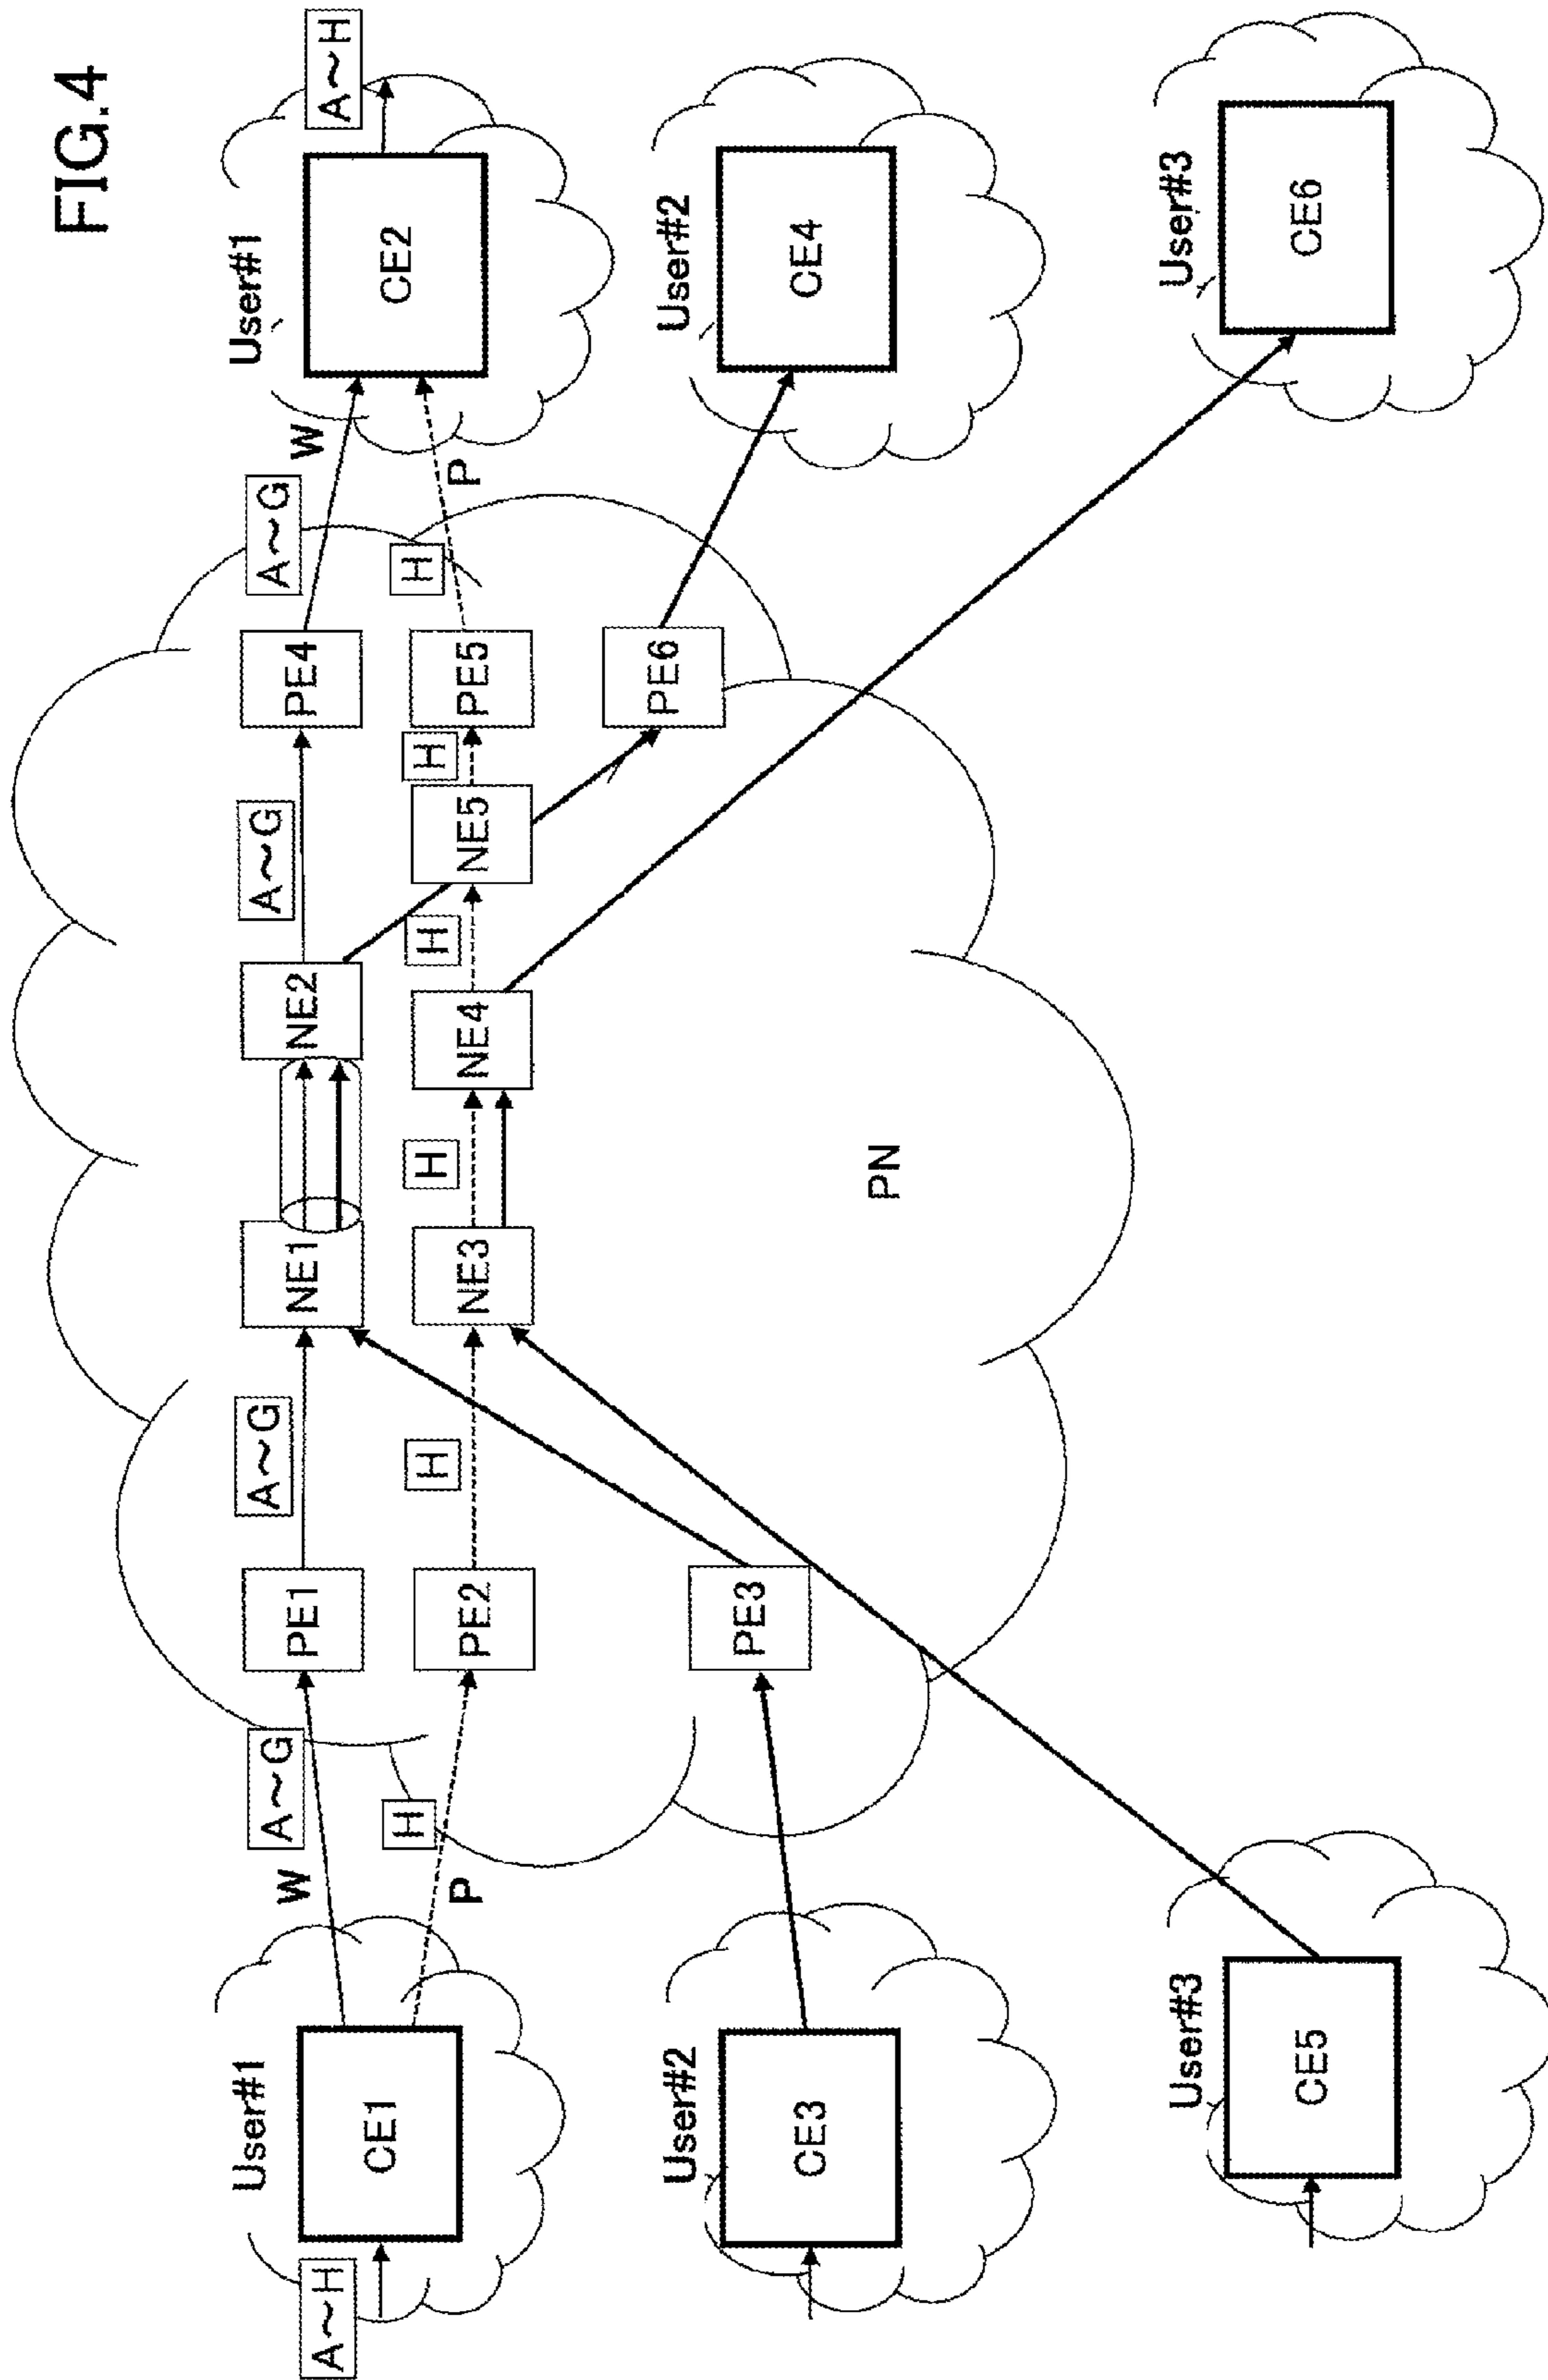 FIG.4
User#1
User#1
A~H
CE1
W
A~G
PE1
A~G
NE1
NE2
A~G
PE4
A~G
W
CE2
A~H
P
H
PE2
H
NE3
H
NE4
H
NE5
H
PE5
H
P
User#2
CE3
PE3
PE6
User#2
CE4
PN
User#3
CE5
User#3
CE6